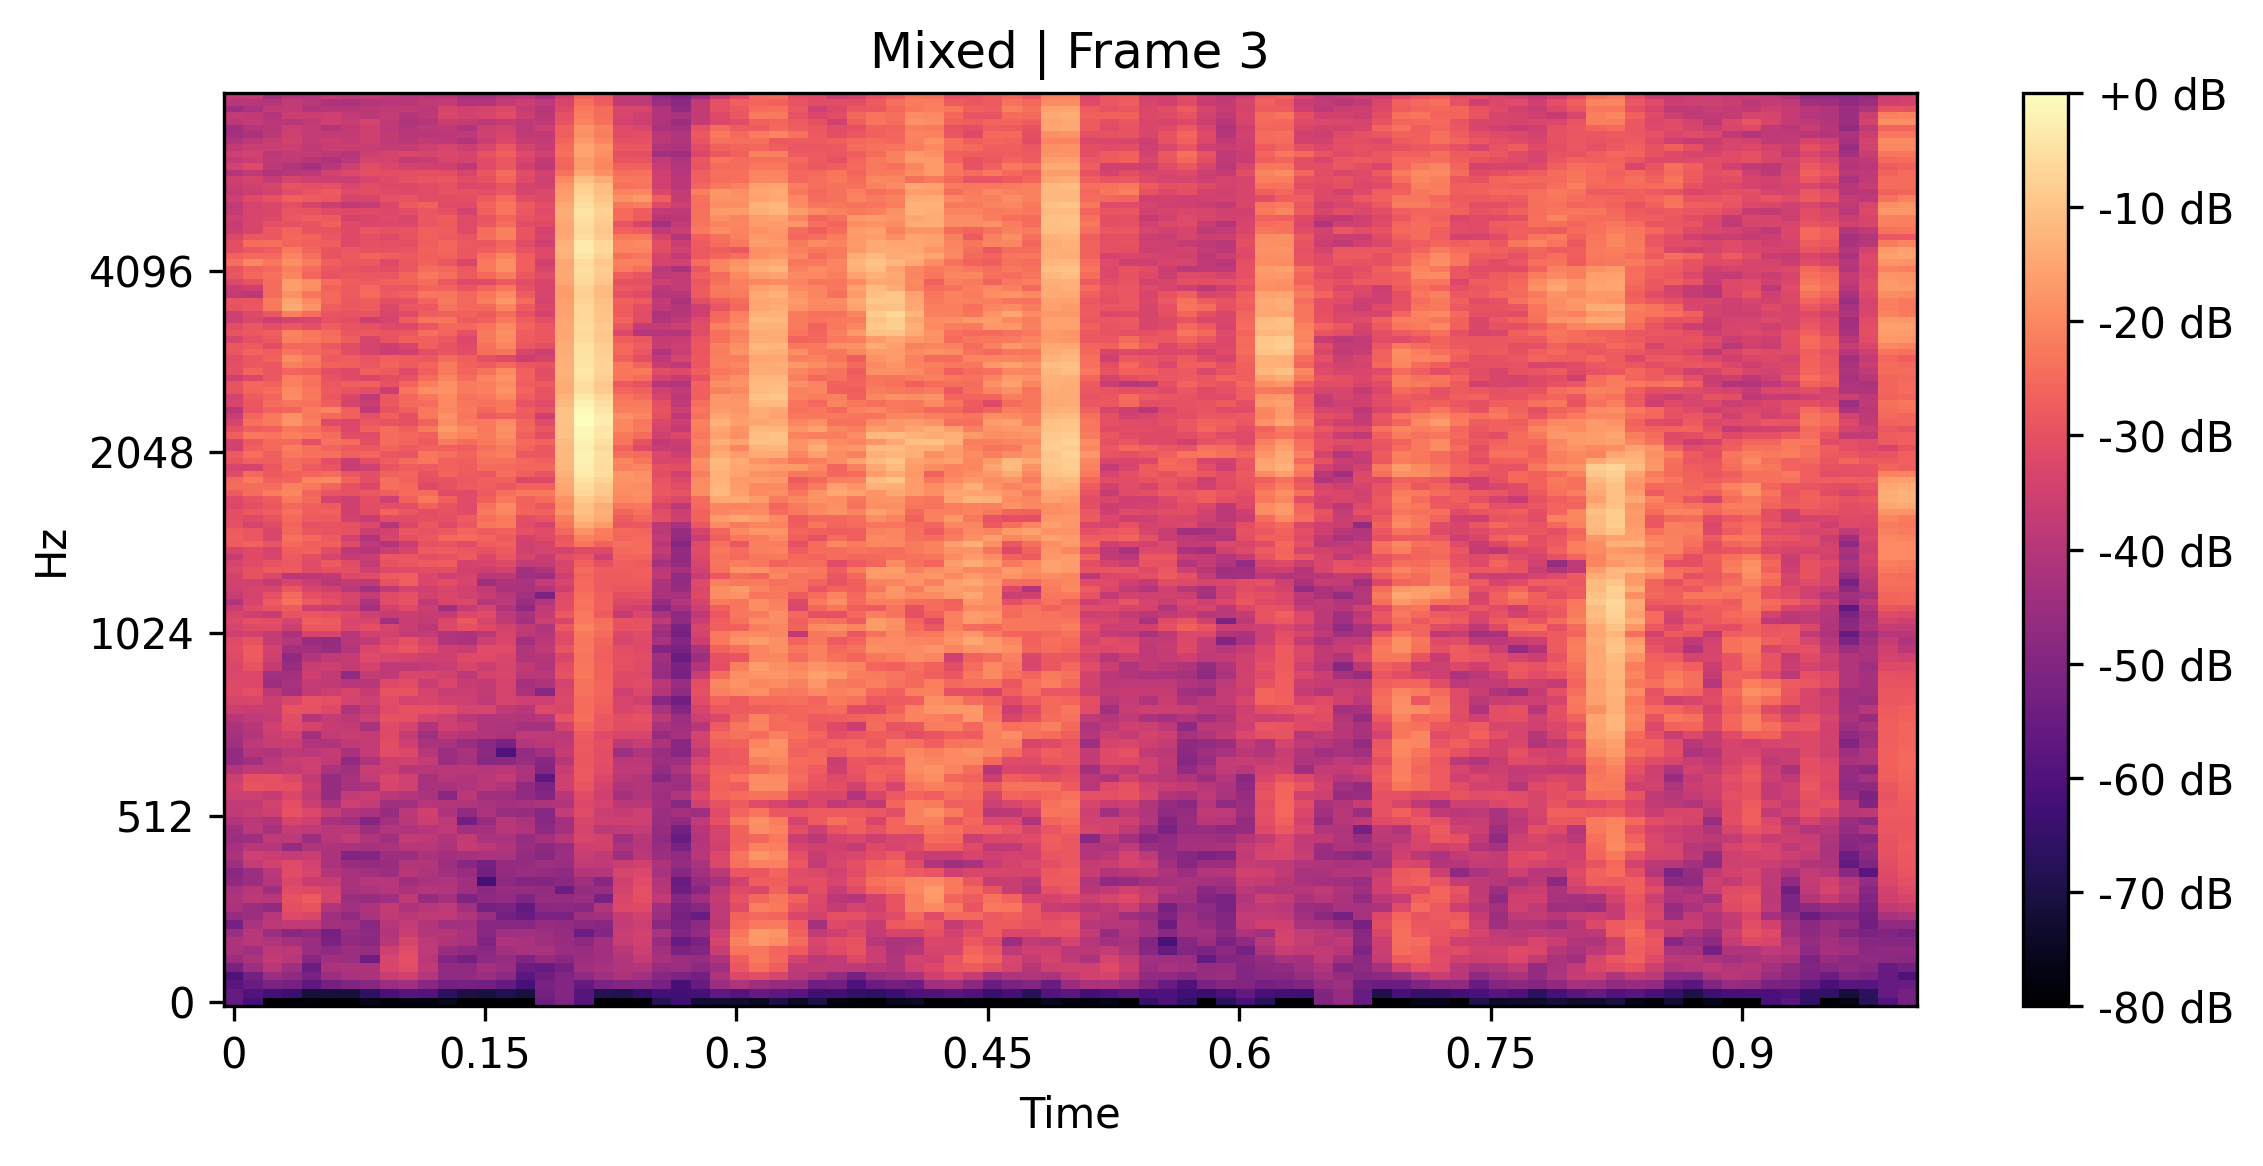 Mixed | Frame 3
Hz
4096
2048
1024
512
0
0 0.15 0.3 0.45 0.6 0.75 0.9
Time
+0 dB
-10 dB
-20 dB
-30 dB
-40 dB
-50 dB
-60 dB
-70 dB
-80 dB